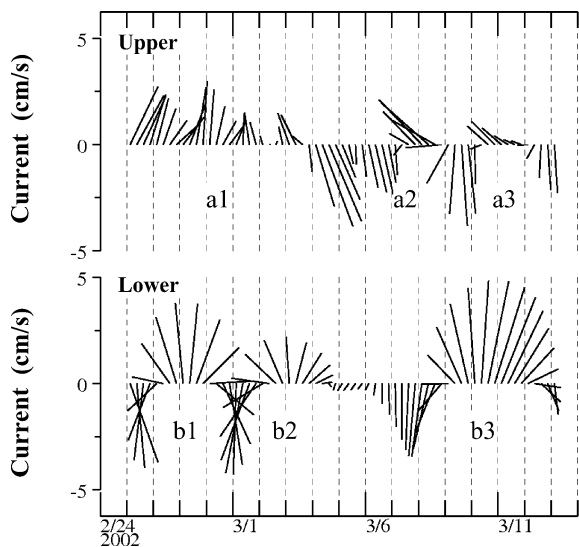 Upper
Current (cm/s)
5
0
-5
a1
a2
a3
Lower
Current (cm/s)
5
0
-5
b1
b2
b3
2/24
3/1
3/6
3/11
2002